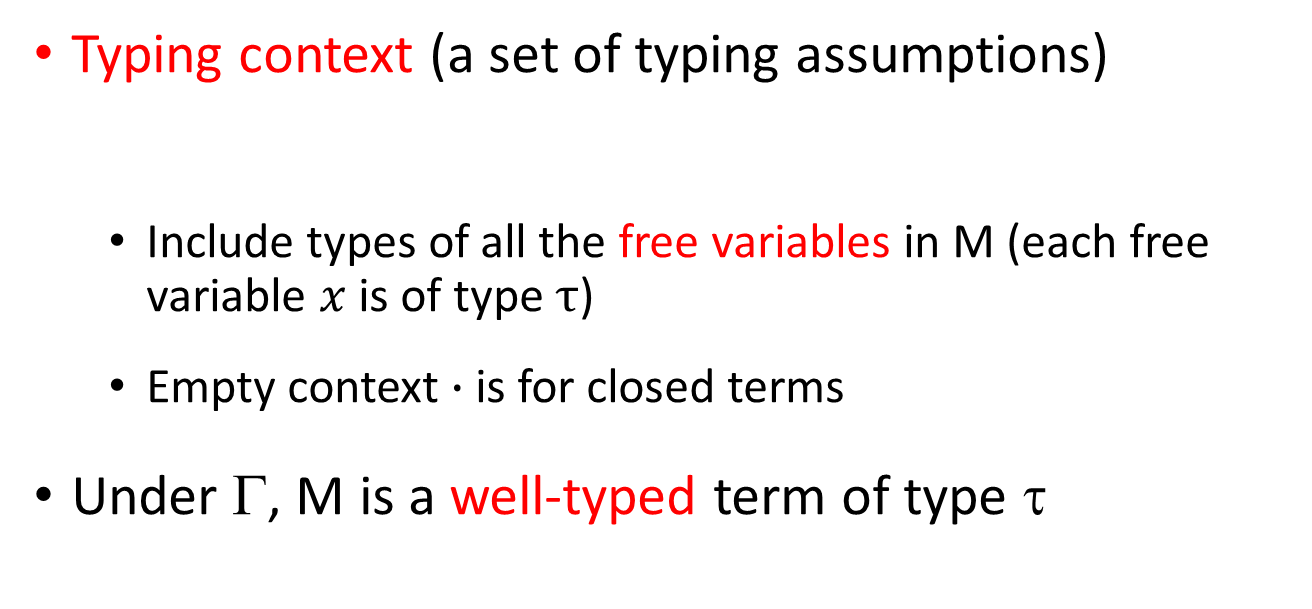 • Typing context (a set of typing assumptions)
• Include types of all the free variables in M (each free
variable x is of type τ)
• Empty context · is for closed terms
• Under Γ, M is a well-typed term of type τ